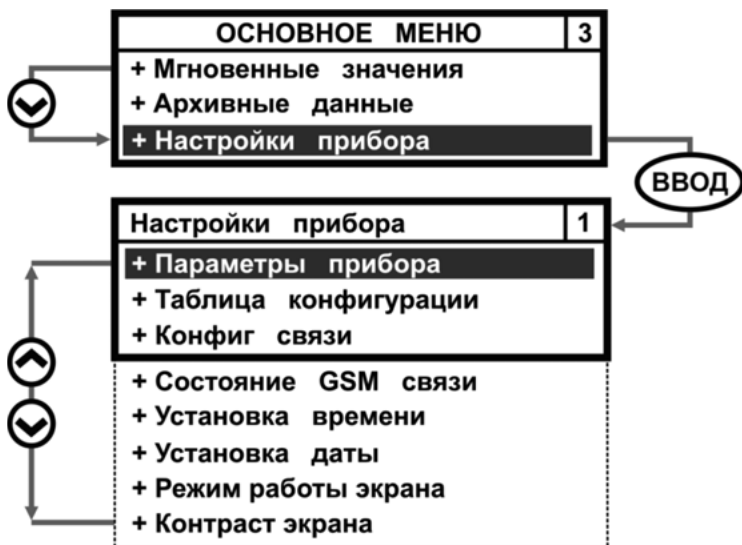 ОСНОВНОЕ МЕНЮ 3
+ Мгновенные значения
+ Архивные данные
+ Настройки прибора
ВВОД
Настройки прибора 1
+ Параметры прибора
+ Таблица конфигурации
+ Конфиг связи
+ Состояние GSM связи
+ Установка времени
+ Установка даты
+ Режим работы экрана
+ Контраст экрана